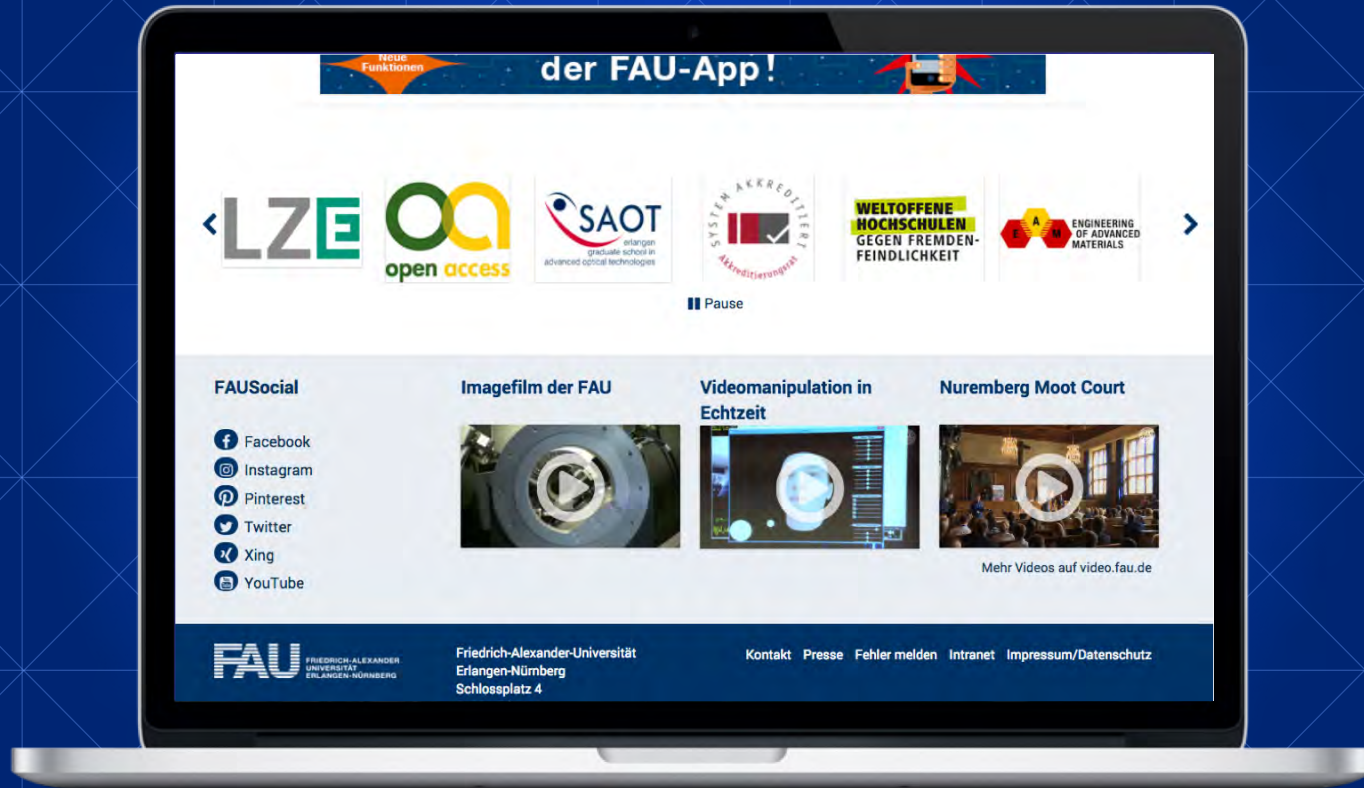 Neue
Funktionen
der FAU-App!
LZE
open access
SAOT
erlangen
graduate school in
advanced optical technologies
SYSTEM AKKREDITIERT
Akkreditierungsrat
WELTOFFENE
HOCHSCHULEN
GEGEN FREMDEN-
FEINDLICHKEIT
E A M
ENGINEERING
OF ADVANCED
MATERIALS
Pause
FAUSocial
Facebook
Instagram
Pinterest
Twitter
Xing
YouTube
Imagefilm der FAU
Videomanipulation in
Echtzeit
Nuremberg Moot Court
Mehr Videos auf video.fau.de
FAU
FRIEDRICH-ALEXANDER
UNIVERSITÄT
ERLANGEN-NÜRNBERG
Friedrich-Alexander-Universität
Erlangen-Nürnberg
Schlossplatz 4
Kontakt Presse Fehler melden Intranet Impressum/Datenschutz